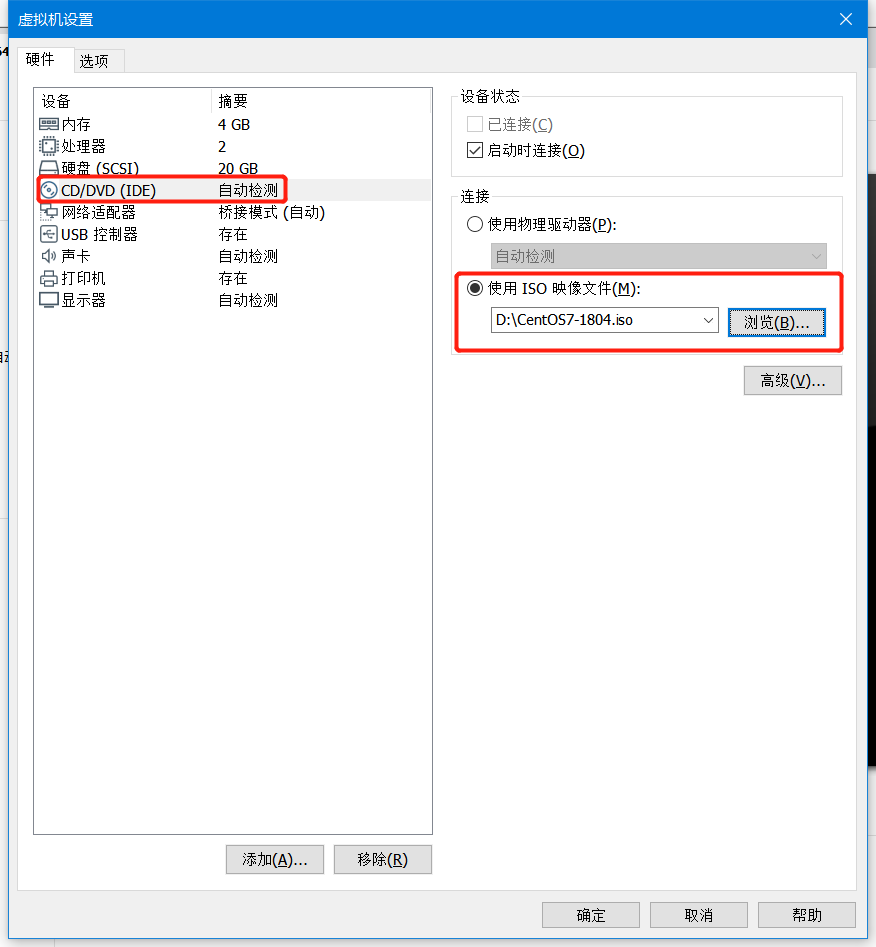 虚拟机设置
硬件 选项
设备 摘要
内存 4 GB
处理器 2
硬盘 (SCSI) 20 GB
CD/DVD (IDE) 自动检测
网络适配器 桥接模式 (自动)
USB 控制器 存在
声卡 自动检测
打印机 存在
显示器 自动检测
添加(A)... 移除(R)
设备状态
已连接(C)
启动时连接(O)
连接
使用物理驱动器(P):
自动检测
使用 ISO 映像文件(M):
D:\CentOS7-1804.iso 浏览(B)...
高级(V)...
确定 取消 帮助